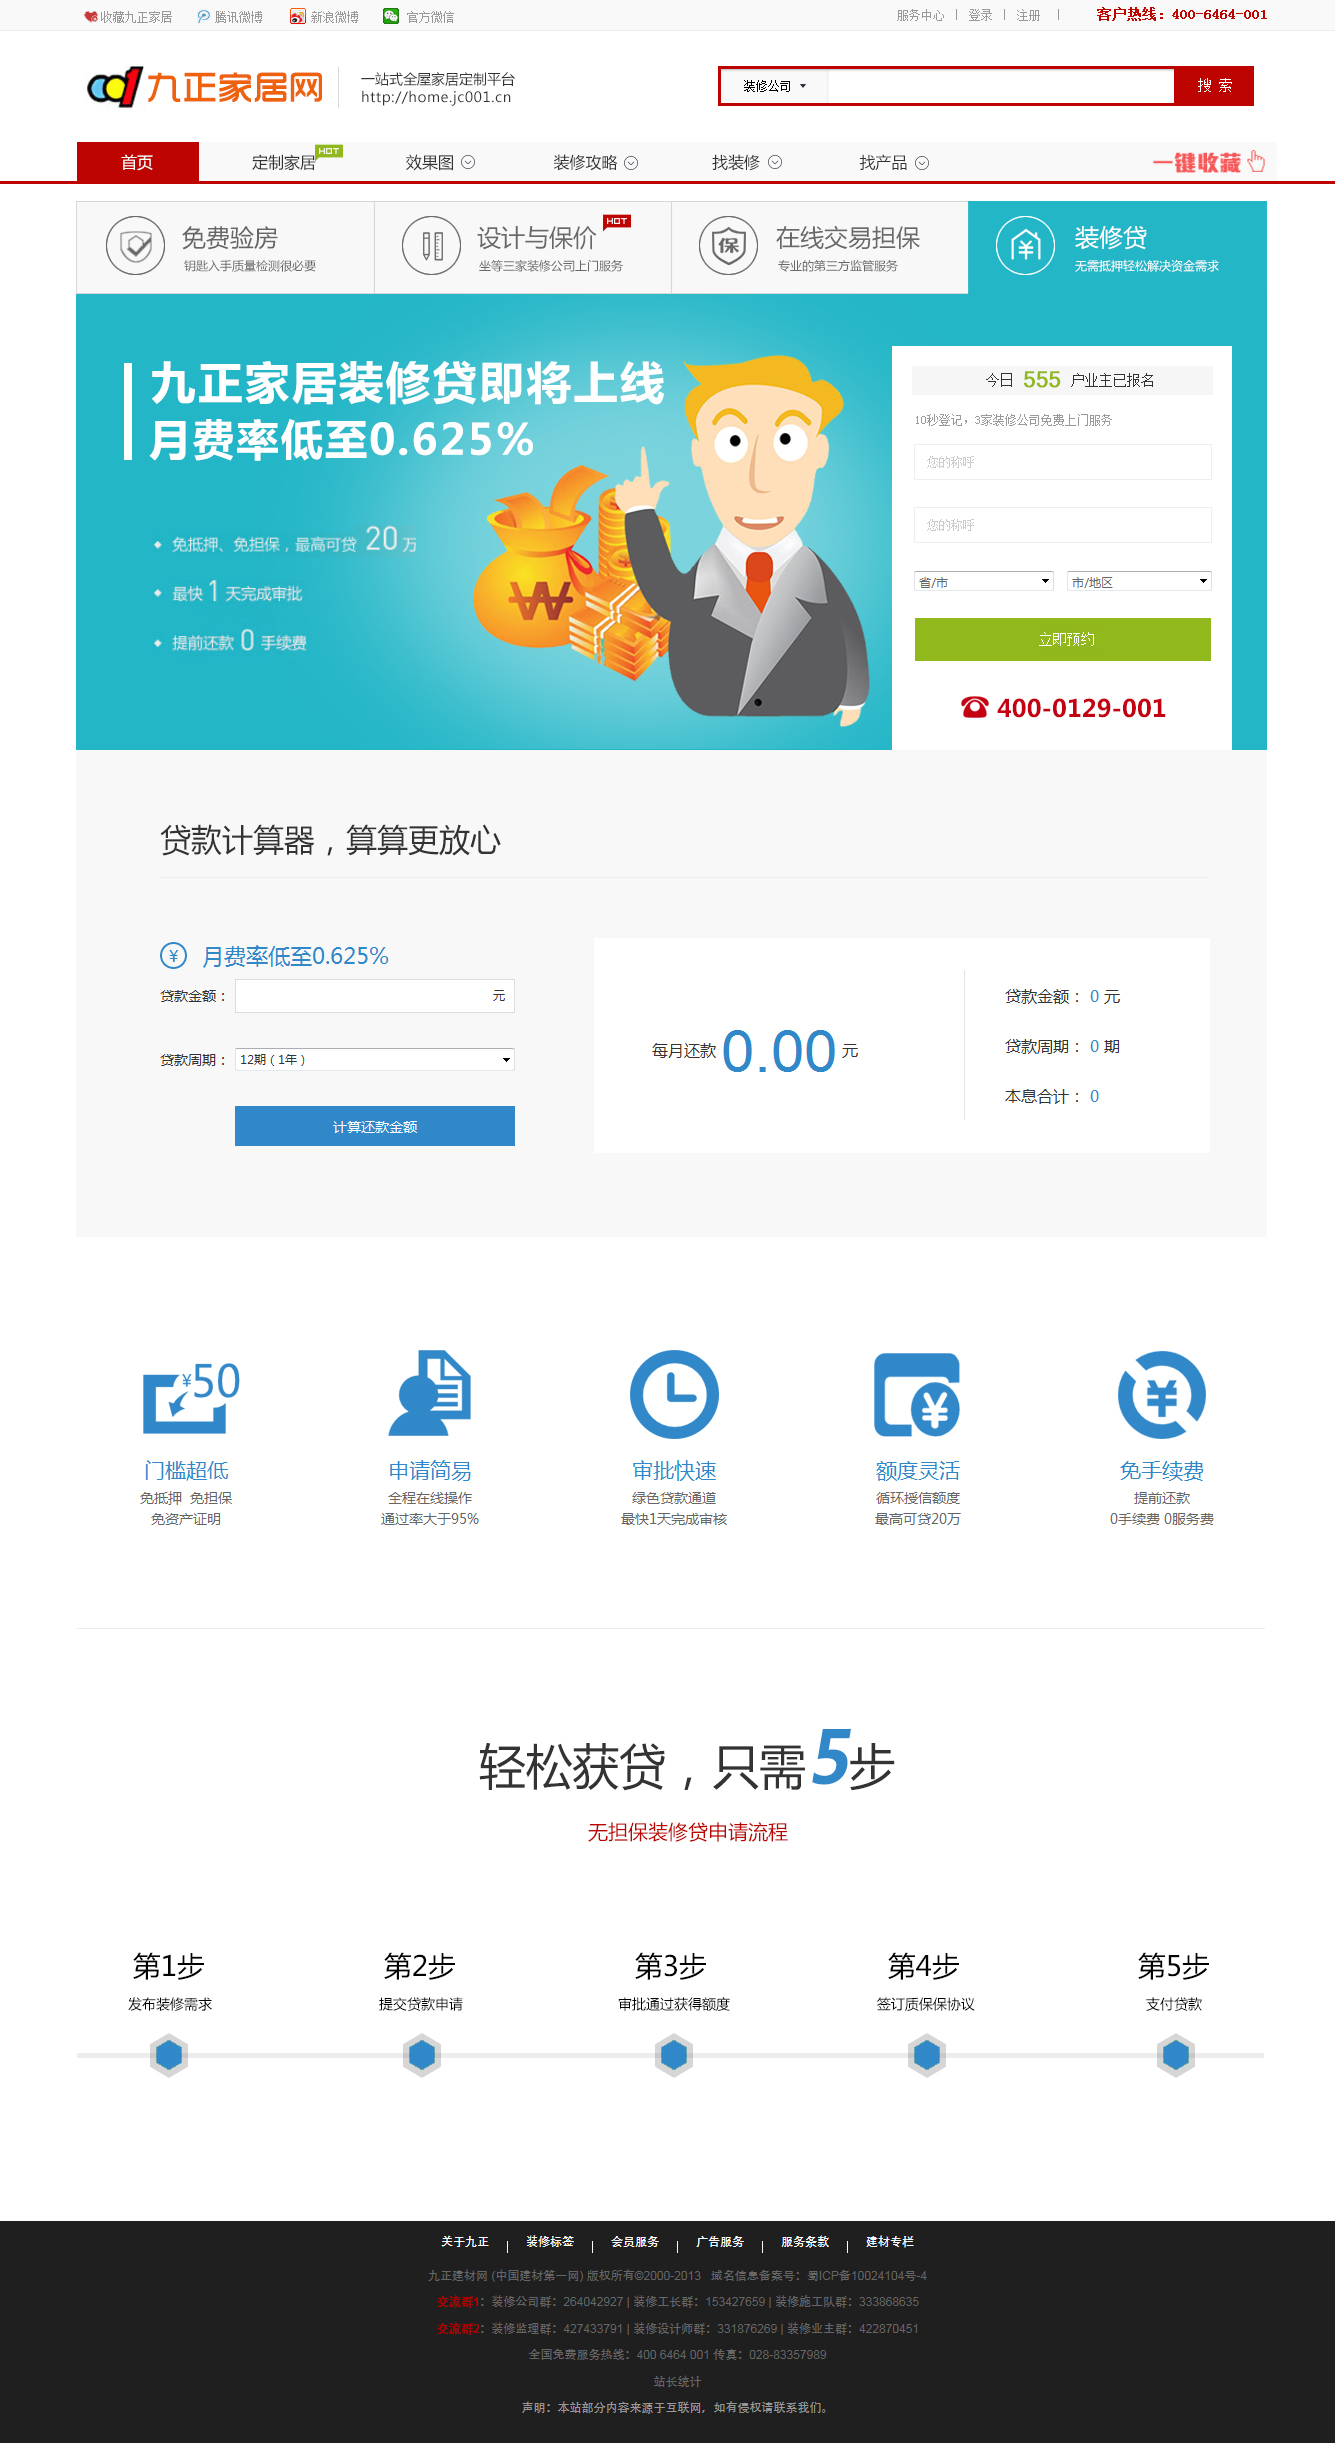 收藏九正家居 腾讯微博 新浪微博 官方微信 服务中心 | 登录 | 注册 | 客户热线：400-6464-001
九正家居网 一站式全屋家居定制平台
http://home.jc001.cn
装修公司 搜 索
首页 定制家居 HOT 效果图 装修攻略 找装修 找产品 一键收藏
免费验房 设计与保价 HOT 在线交易担保 装修贷
钥匙入手质量检测很必要 坐等三家装修公司上门服务 专业的第三方监管服务 无需抵押轻松解决资金需求
保
九正家居装修贷即将上线
月费率低至0.625%
免抵押、免担保，最高可贷 20 万
最快 1 天完成审批
提前还款 0 手续费
今日 555 户业主已报名
10秒登记，3家装修公司免费上门服务
您的称呼
您的称呼
省/市 市/地区
立即预约
400-0129-001
贷款计算器，算算更放心
¥ 月费率低至0.625%
贷款金额： 元
贷款周期： 12期（1年）
计算还款金额
每月还款 0.00 元
贷款金额： 0 元
贷款周期： 0 期
本息合计： 0
¥50
门槛超低 申请简易 审批快速 额度灵活 免手续费
免抵押 免担保 全程在线操作 绿色贷款通道 循环授信额度 提前还款
免资产证明 通过率大于95% 最快1天完成审核 最高可贷20万 0手续费 0服务费
轻松获贷，只需5步
无担保装修贷申请流程
第1步 第2步 第3步 第4步 第5步
发布装修需求 提交贷款申请 审批通过获得额度 签订质保保协议 支付贷款
关于九正 | 装修标签 | 会员服务 | 广告服务 | 服务条款 | 建材专栏
九正建材网 (中国建材第一网) 版权所有©2000-2013 域名信息备案号：蜀ICP备10024104号-4
交流群1：装修公司群：264042927 | 装修工长群：153427659 | 装修施工队群：333868635
交流群2：装修监理群：427433791 | 装修设计师群：331876269 | 装修业主群：422870451
全国免费服务热线：400 6464 001 传真：028-83357989
站长统计
声明：本站部分内容来源于互联网，如有侵权请联系我们。